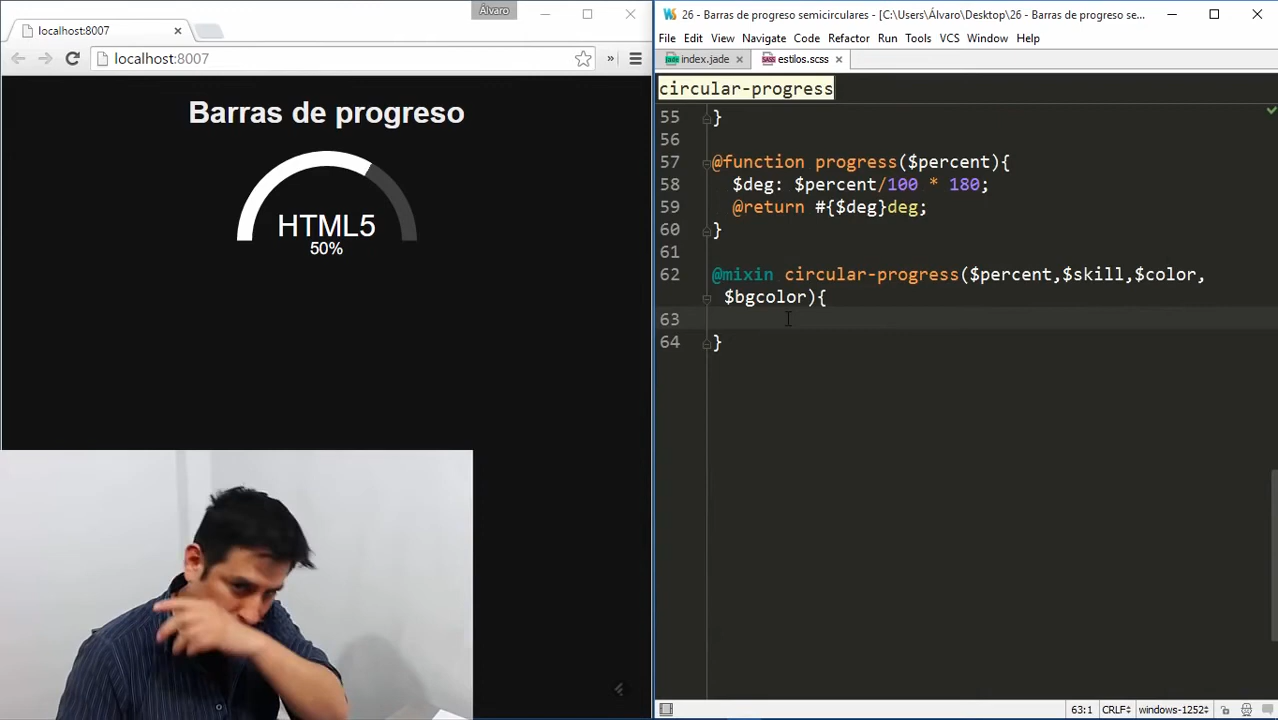 Álvaro
localhost:8007
localhost:8007
»
Barras de progreso
HTML5
50%
26 - Barras de progreso semicirculares - [C:\Users\Álvaro\Desktop\26 - Barras de progreso se...
File Edit View Navigate Code Refactor Run Tools VCS Window Help
index.jade
estilos.scss
circular-progress
55 }
56
57 @function progress($percent){
58 $deg: $percent/100 * 180;
59 @return #{$deg}deg;
60 }
61
62 @mixin circular-progress($percent,$skill,$color,
$bgcolor){
63
64 }
63:1 CRLF windows-1252